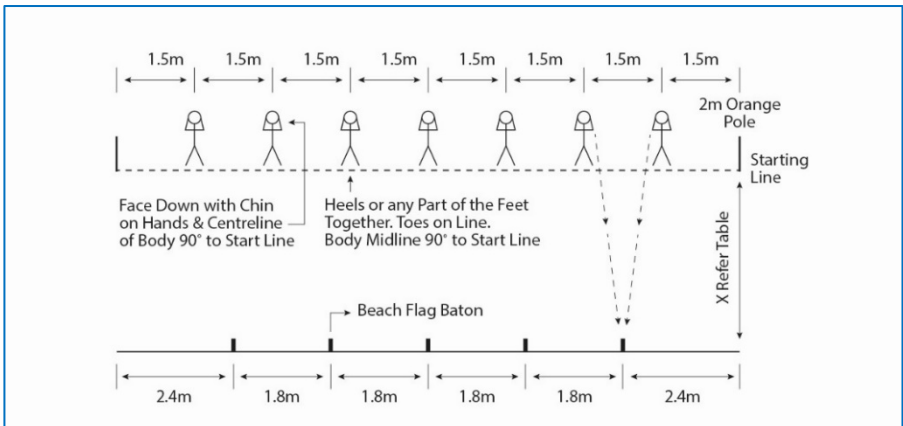 1.5m 1.5m 1.5m 1.5m 1.5m 1.5m 1.5m 1.5m
2m Orange
Pole
Starting
Line
Face Down with Chin
on Hands & Centreline
of Body 90° to Start Line
Heels or any Part of the Feet
Together. Toes on Line.
Body Midline 90° to Start Line
X Refer Table
Beach Flag Baton
2.4m 1.8m 1.8m 1.8m 1.8m 2.4m